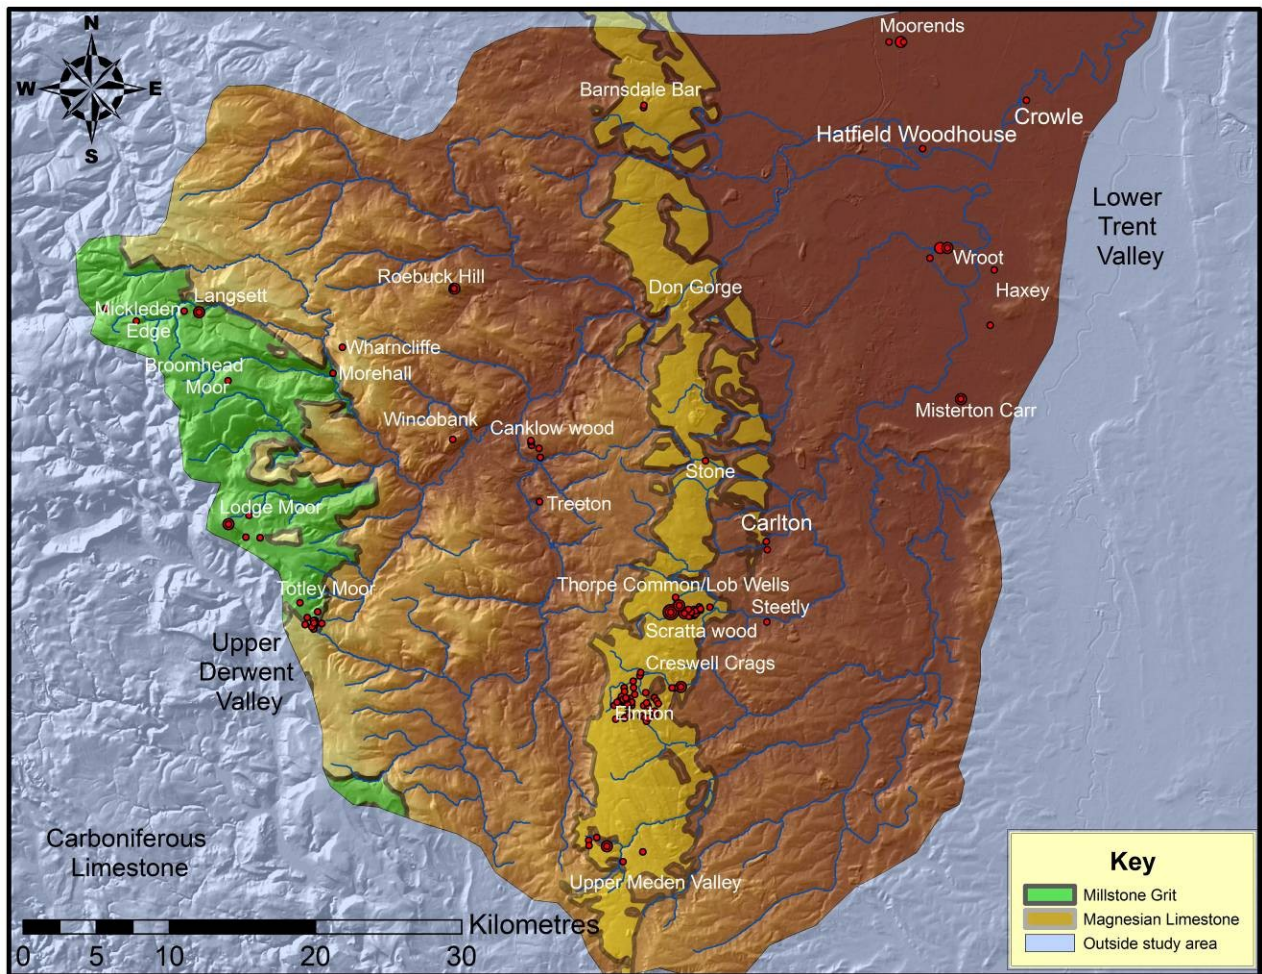 N
W
E
S
Moorends
Barnsdale Bar
Crowle
Hatfield Woodhouse
Lower
Trent
Valley
Wroot
Haxey
Roebuck Hill
Don Gorge
Langsett
Mickleden
Edge
Wharncliffe
Morehall
Broomhead
Moor
Misterton Carr
Wincobank
Canklow wood
Stone
Treeton
Lodge Moor
Carlton
Totley Moor
Thorpe Common/Lob Wells
Steetly
Scratta wood
Upper
Derwent
Valley
Creswell Crags
Elmton
Carboniferous
Limestone
Upper Meden Valley
Kilometres
0 5 10 20 30
Key
Millstone Grit
Magnesian Limestone
Outside study area